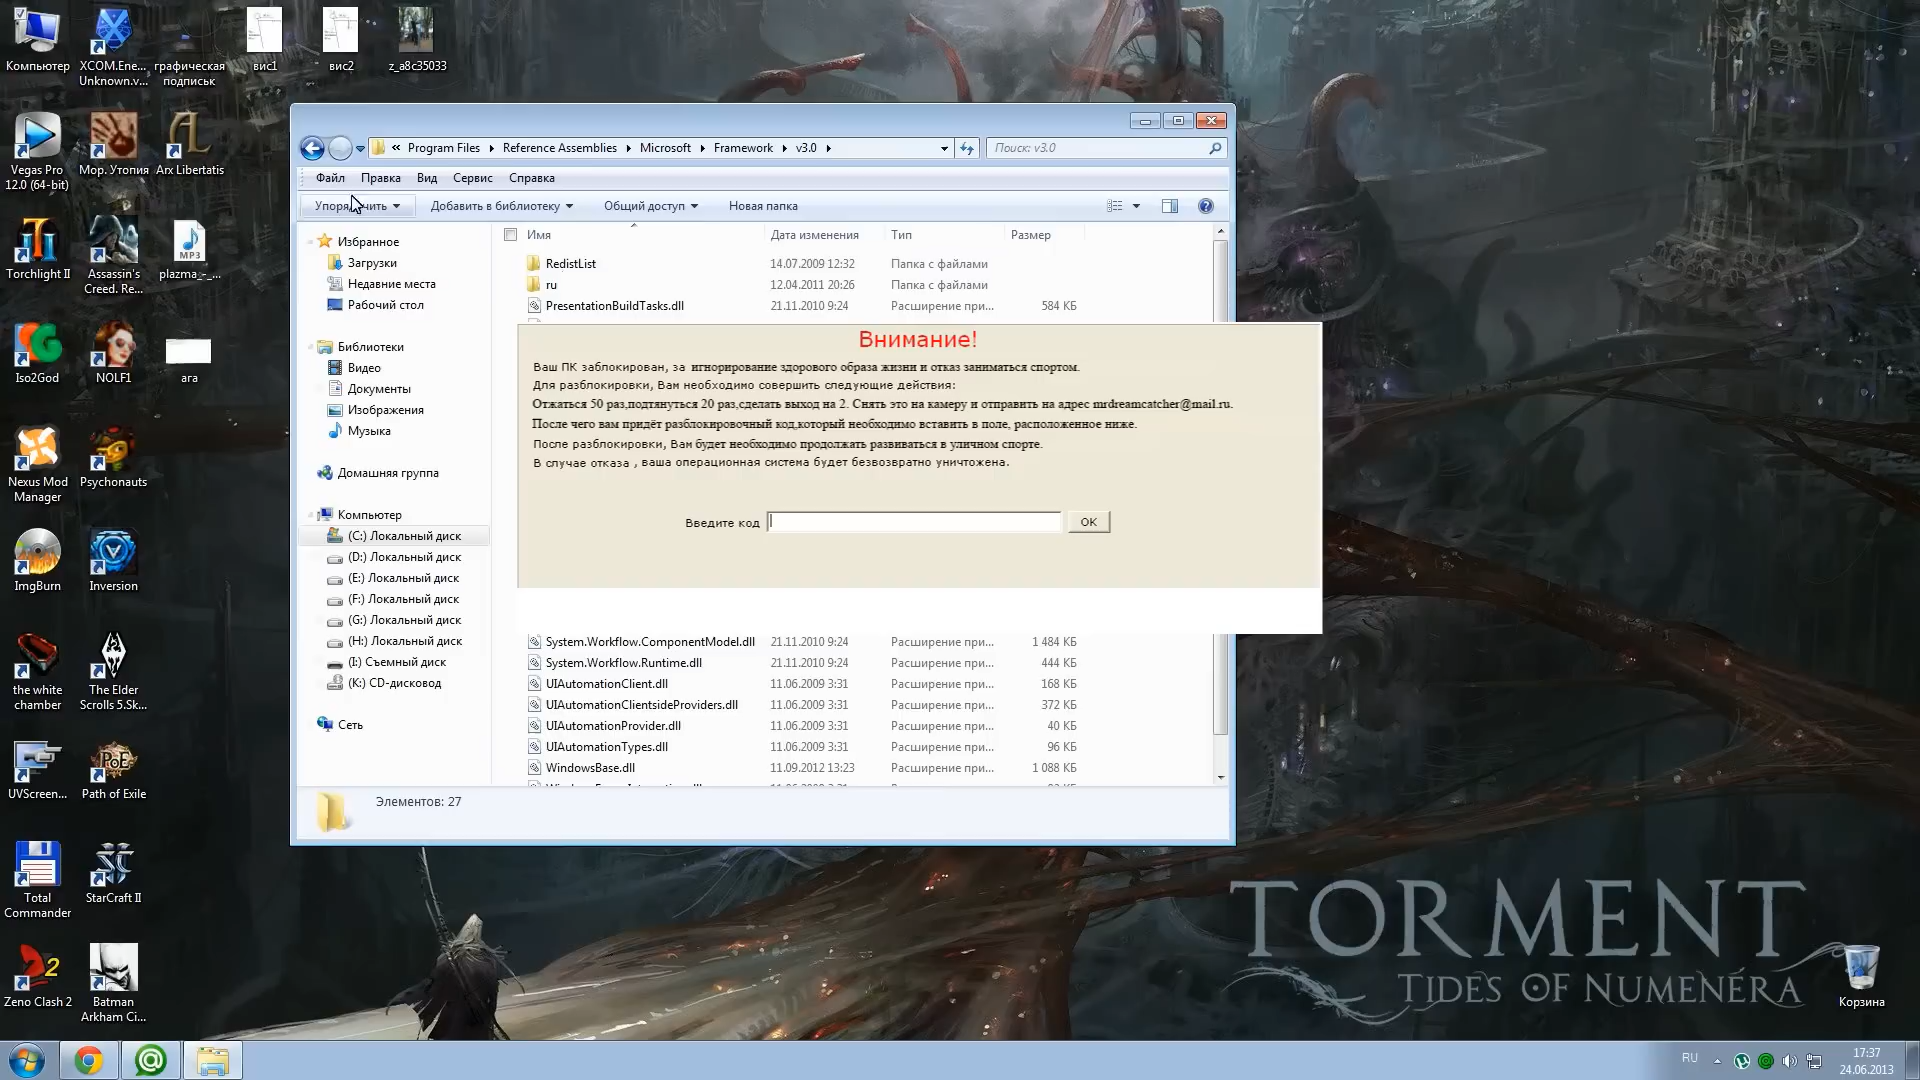 Компьютер
XCOM.Ene...
Unknown.v...
графическая
подписьк
вис1
вис2
z_a8c35033
Vegas Pro
12.0 (64-bit)
Мор. Утопия
Arx Libertatis
Torchlight II
Assassin's
Creed. Re...
MP3
plazma_-_...
Iso2God
NOLF1
ara
Nexus Mod
Manager
Psychonauts
ImgBurn
Inversion
the white
chamber
The Elder
Scrolls 5.Sk...
UVScreen...
Path of Exile
Total
Commander
StarCraft II
Zeno Clash 2
Batman
Arkham Ci...
« Program Files Reference Assemblies Microsoft Framework v3.0
Поиск: v3.0
Файл Правка Вид Сервис Справка
Упорядочить Добавить в библиотеку Общий доступ Новая папка
Избранное
Загрузки
Недавние места
Рабочий стол
Библиотеки
Видео
Документы
Изображения
Музыка
Домашняя группа
Компьютер
(C:) Локальный диск
(D:) Локальный диск
(E:) Локальный диск
(F:) Локальный диск
(G:) Локальный диск
(H:) Локальный диск
(I:) Съемный диск
(K:) CD-дисковод
Сеть
Имя Дата изменения Тип Размер
RedistList 14.07.2009 12:32 Папка с файлами
ru 12.04.2011 20:26 Папка с файлами
PresentationBuildTasks.dll 21.11.2010 9:24 Расширение при... 584 КБ
Внимание!
Ваш ПК заблокирован, за игнорирование здорового образа жизни и отказ заниматься спортом.
Для разблокировки, Вам необходимо совершить следующие действия:
Отжаться 50 раз,подтянуться 20 раз,сделать выход на 2. Снять это на камеру и отправить на адрес mrdreamcatcher@mail.ru.
После чего вам придёт разблокировочный код,который необходимо вставить в поле, расположенное ниже.
После разблокировки, Вам будет необходимо продолжать развиваться в уличном спорте.
В случае отказа , ваша операционная система будет безвозвратно уничтожена.
Введите код
OK
System.Workflow.ComponentModel.dll 21.11.2010 9:24 Расширение при... 1 484 КБ
System.Workflow.Runtime.dll 21.11.2010 9:24 Расширение при... 444 КБ
UIAutomationClient.dll 11.06.2009 3:31 Расширение при... 168 КБ
UIAutomationClientsideProviders.dll 11.06.2009 3:31 Расширение при... 372 КБ
UIAutomationProvider.dll 11.06.2009 3:31 Расширение при... 40 КБ
UIAutomationTypes.dll 11.06.2009 3:31 Расширение при... 96 КБ
WindowsBase.dll 11.09.2012 13:23 Расширение при... 1 088 КБ
Элементов: 27
TORMENT
TIDES OF NUMENÉRA
Корзина
RU
17:37
24.06.2013